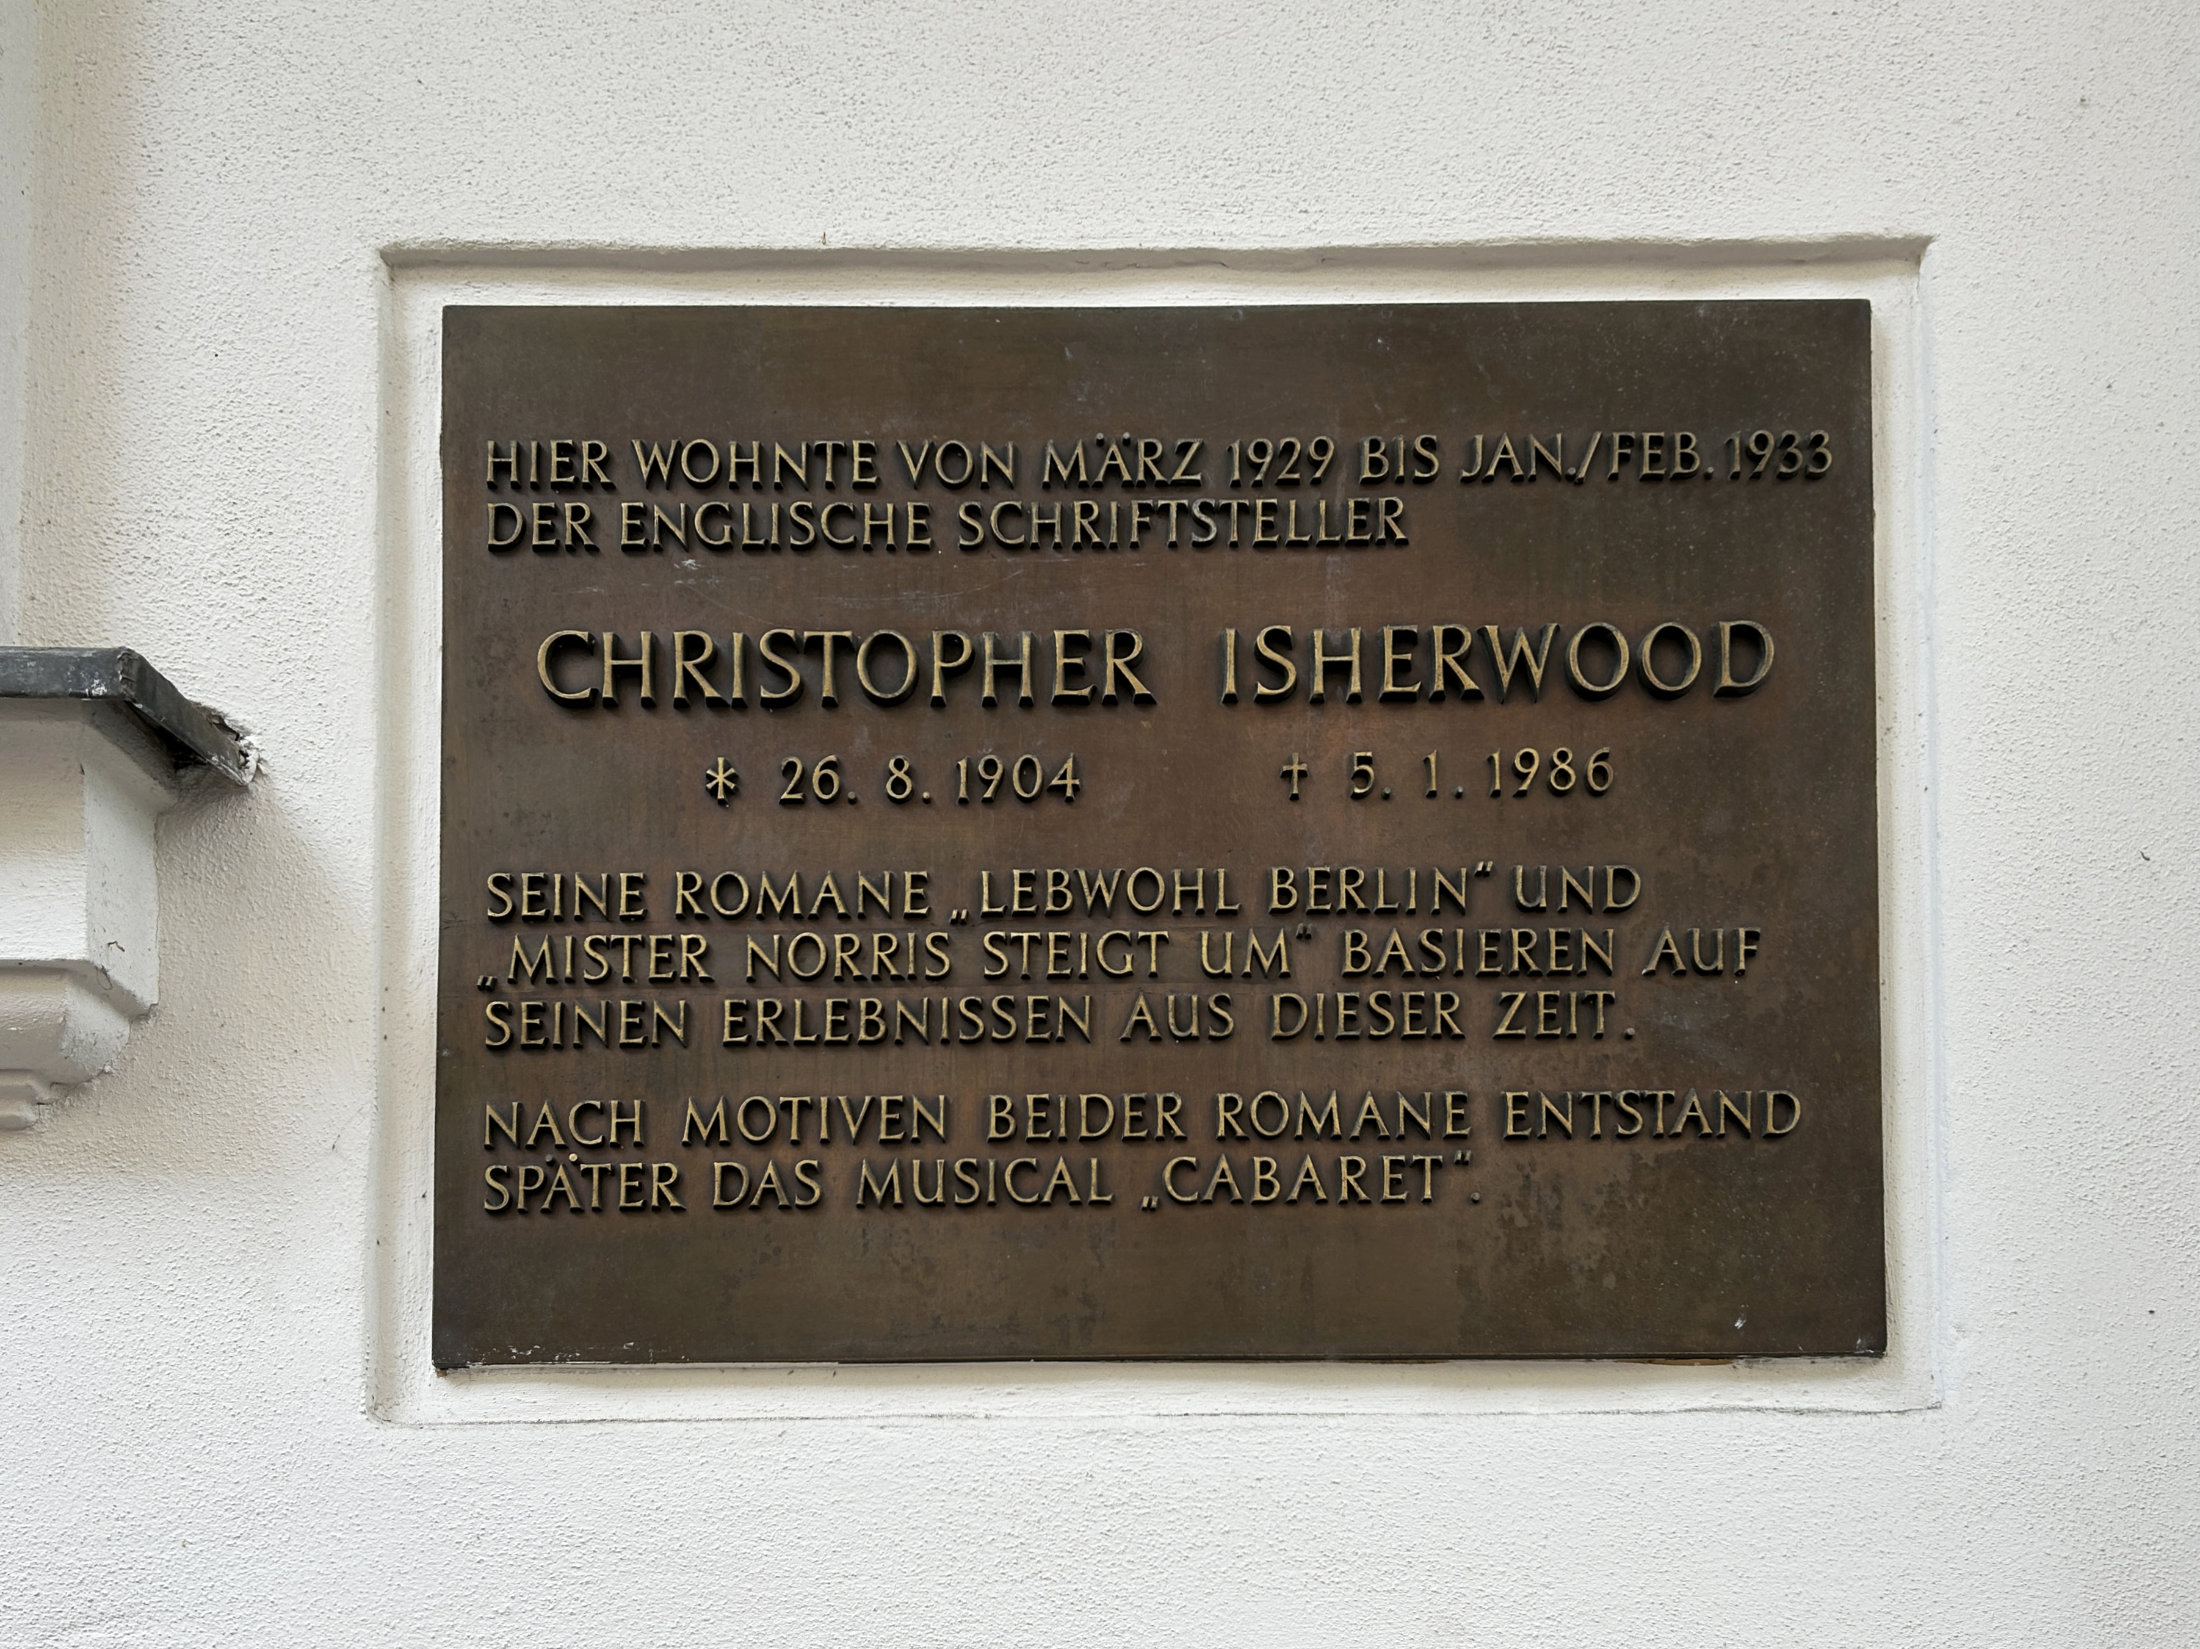 HIER WOHNTE VON MÄRZ 1929 BIS JAN./FEB. 1933
DER ENGLISCHE SCHRIFTSTELLER
CHRISTOPHER ISHERWOOD
* 26. 8. 1904 † 5. 1. 1986
SEINE ROMANE „LEBWOHL BERLIN“ UND
„MISTER NORRIS STEIGT UM“ BASIEREN AUF
SEINEN ERLEBNISSEN AUS DIESER ZEIT.
NACH MOTIVEN BEIDER ROMANE ENTSTAND
SPÄTER DAS MUSICAL „CABARET“.